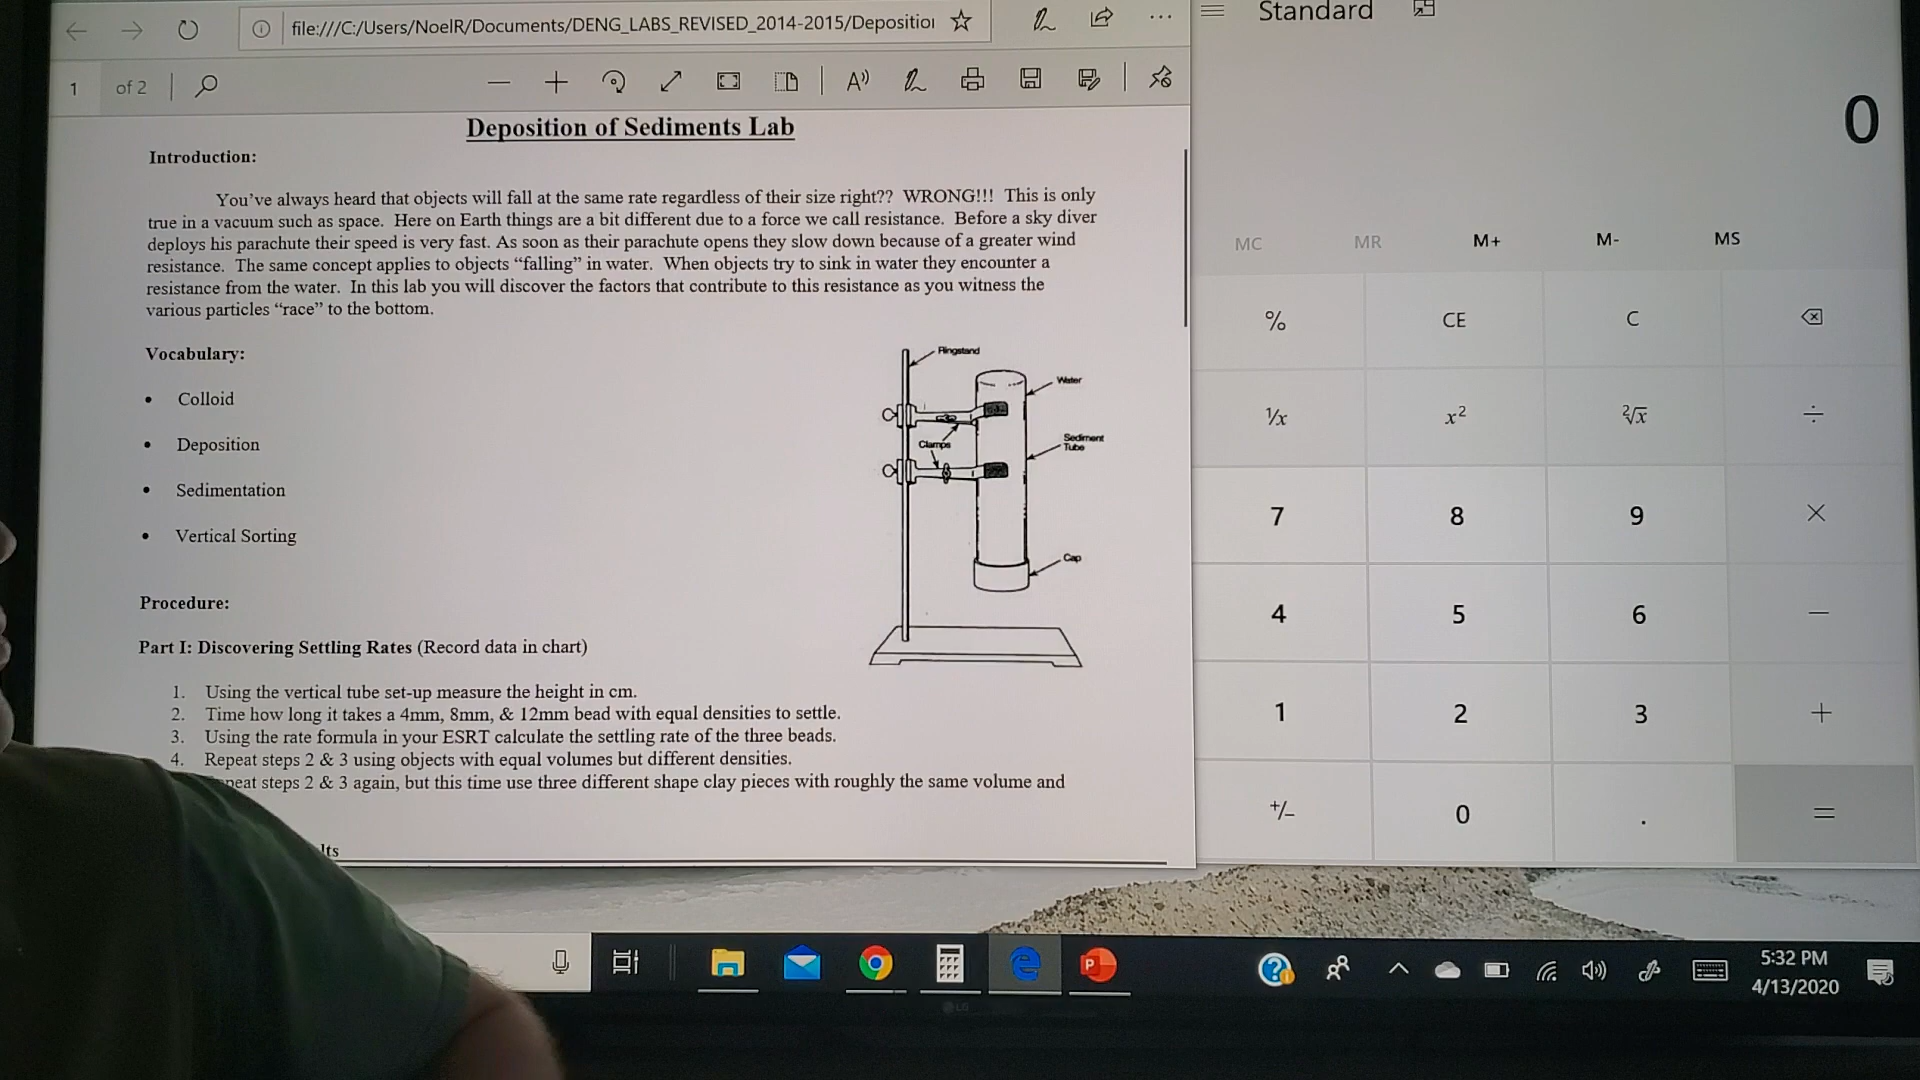 file:///C:/Users/NoelR/Documents/DENG_LABS_REVISED_2014-2015/Deposition
1 of 2
Deposition of Sediments Lab
Introduction:
You've always heard that objects will fall at the same rate regardless of their size right?? WRONG!!! This is only
true in a vacuum such as space. Here on Earth things are a bit different due to a force we call resistance. Before a sky diver
deploys his parachute their speed is very fast. As soon as their parachute opens they slow down because of a greater wind
resistance. The same concept applies to objects “falling” in water. When objects try to sink in water they encounter a
resistance from the water. In this lab you will discover the factors that contribute to this resistance as you witness the
various particles “race” to the bottom.
Vocabulary:
• Colloid
• Deposition
• Sedimentation
• Vertical Sorting
Ringstand
Water
Clamps
Sediment
Tube
Cap
Procedure:
Part I: Discovering Settling Rates (Record data in chart)
1. Using the vertical tube set-up measure the height in cm.
2. Time how long it takes a 4mm, 8mm, & 12mm bead with equal densities to settle.
3. Using the rate formula in your ESRT calculate the settling rate of the three beads.
4. Repeat steps 2 & 3 using objects with equal volumes but different densities.
peat steps 2 & 3 again, but this time use three different shape clay pieces with roughly the same volume and
lts
Standard
0
MC MR M+ M- MS
% CE C
¹/x x² ²√x ÷
7 8 9 ×
4 5 6 −
1 2 3 +
+/− 0 . =
5:32 PM
4/13/2020
LG